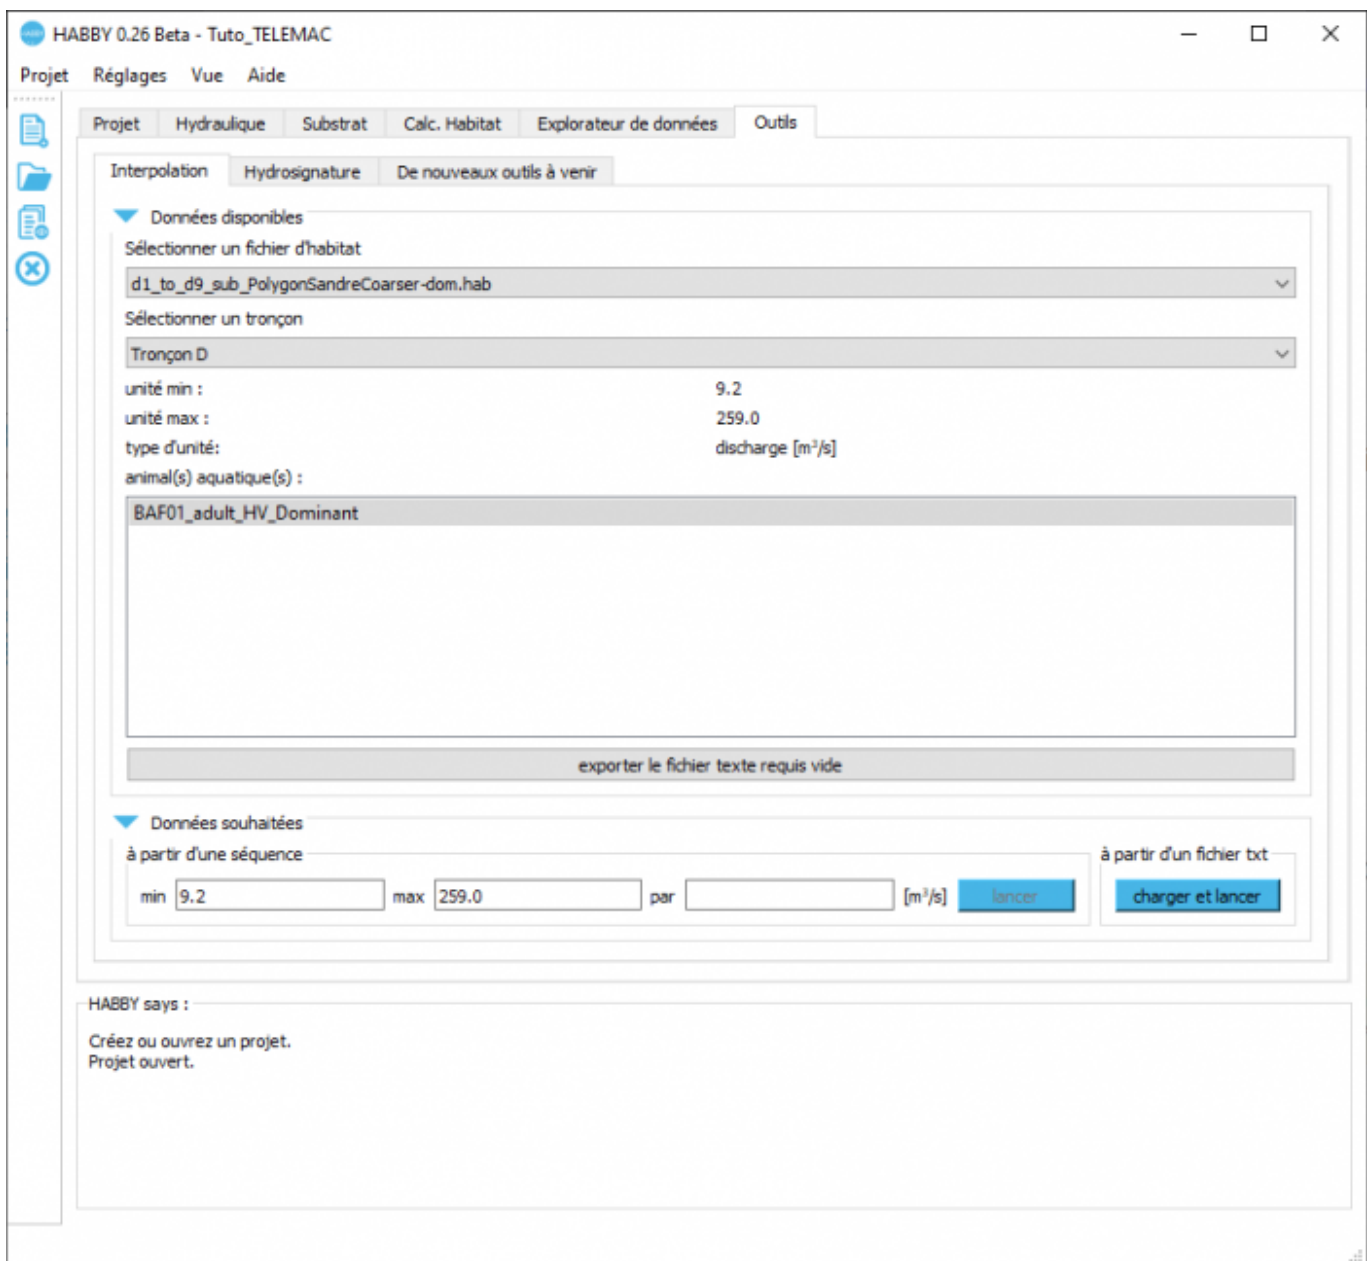 HABBY 0.26 Beta - Tuto_TELEMAC
Projet Réglages Vue Aide
Projet Hydraulique Substrat Calc. Habitat Explorateur de données Outils
Interpolation Hydrosignature De nouveaux outils à venir
Données disponibles
Sélectionner un fichier d'habitat
d1_to_d9_sub_PolygonSandreCoarser-dom.hab
Sélectionner un tronçon
Tronçon D
unité min : 9.2
unité max : 259.0
type d'unité: discharge [m³/s]
animal(s) aquatique(s) :
BAF01_adult_HV_Dominant
exporter le fichier texte requis vide
Données souhaitées
à partir d'une séquence à partir d'un fichier txt
min 9.2 max 259.0 par [m³/s] lancer charger et lancer
HABBY says :
Créez ou ouvrez un projet.
Projet ouvert.